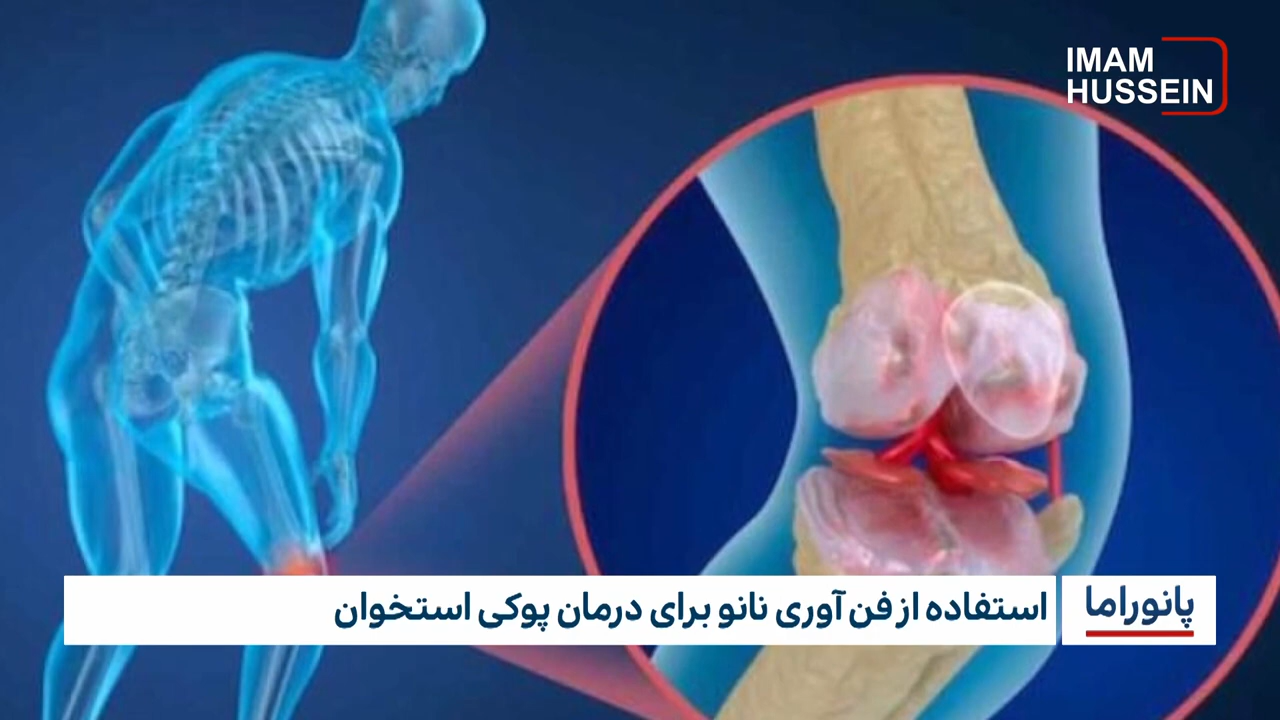 IMAM
HUSSEIN
پانوراما
استفاده از فن آوری نانو برای درمان پوکی استخوان